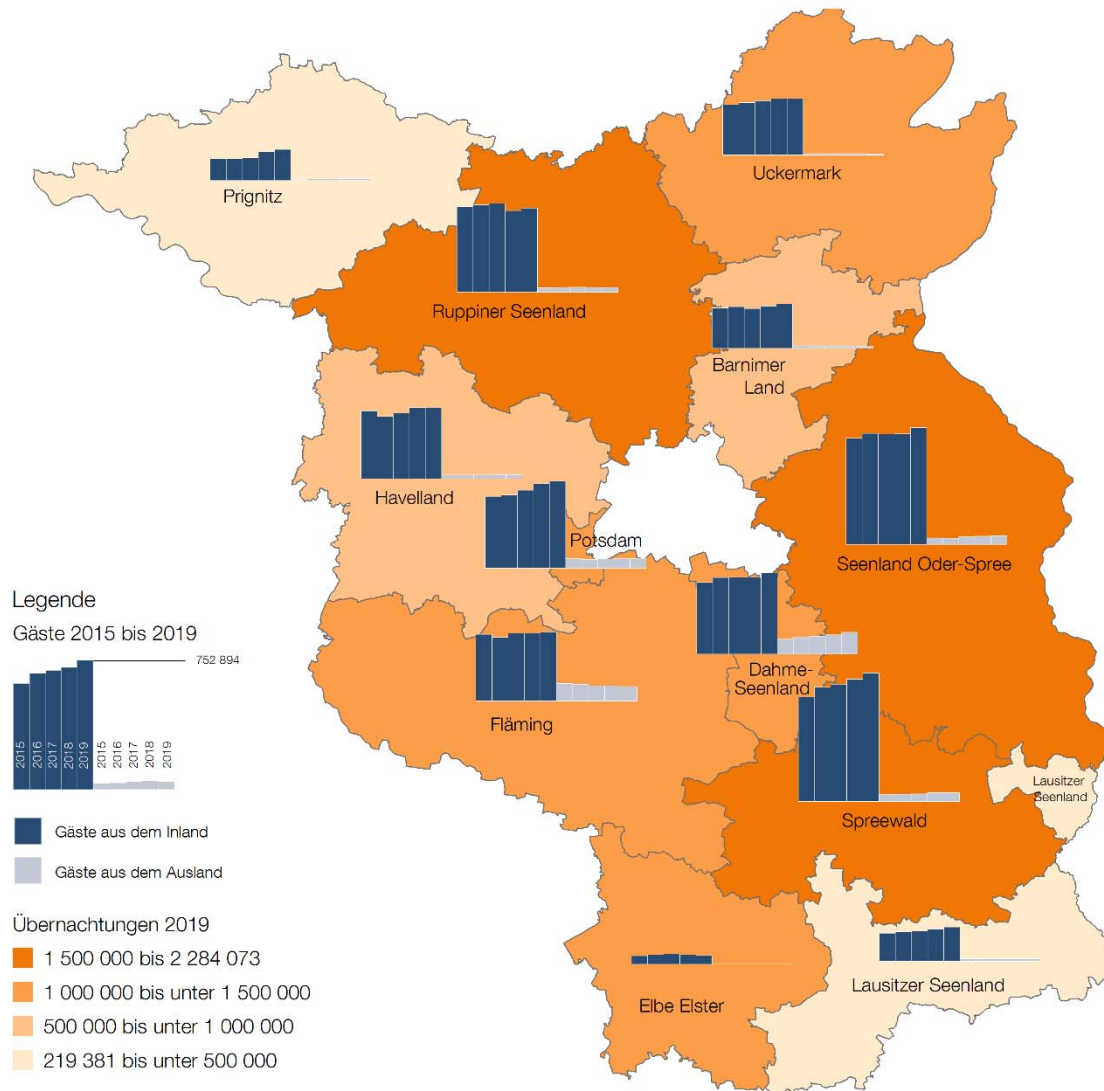 Prignitz
Uckermark
Ruppiner Seenland
Barnimer
Land
Havelland
Potsdam
Seenland Oder-Spree
Dahme-
Seenland
Fläming
Lausitzer
Seenland
Spreewald
Elbe Elster
Lausitzer Seenland
Legende
Gäste 2015 bis 2019
752 894
2015 2016 2017 2018 2019 2015 2016 2017 2018 2019
Gäste aus dem Inland
Gäste aus dem Ausland
Übernachtungen 2019
1 500 000 bis 2 284 073
1 000 000 bis unter 1 500 000
500 000 bis unter 1 000 000
219 381 bis unter 500 000